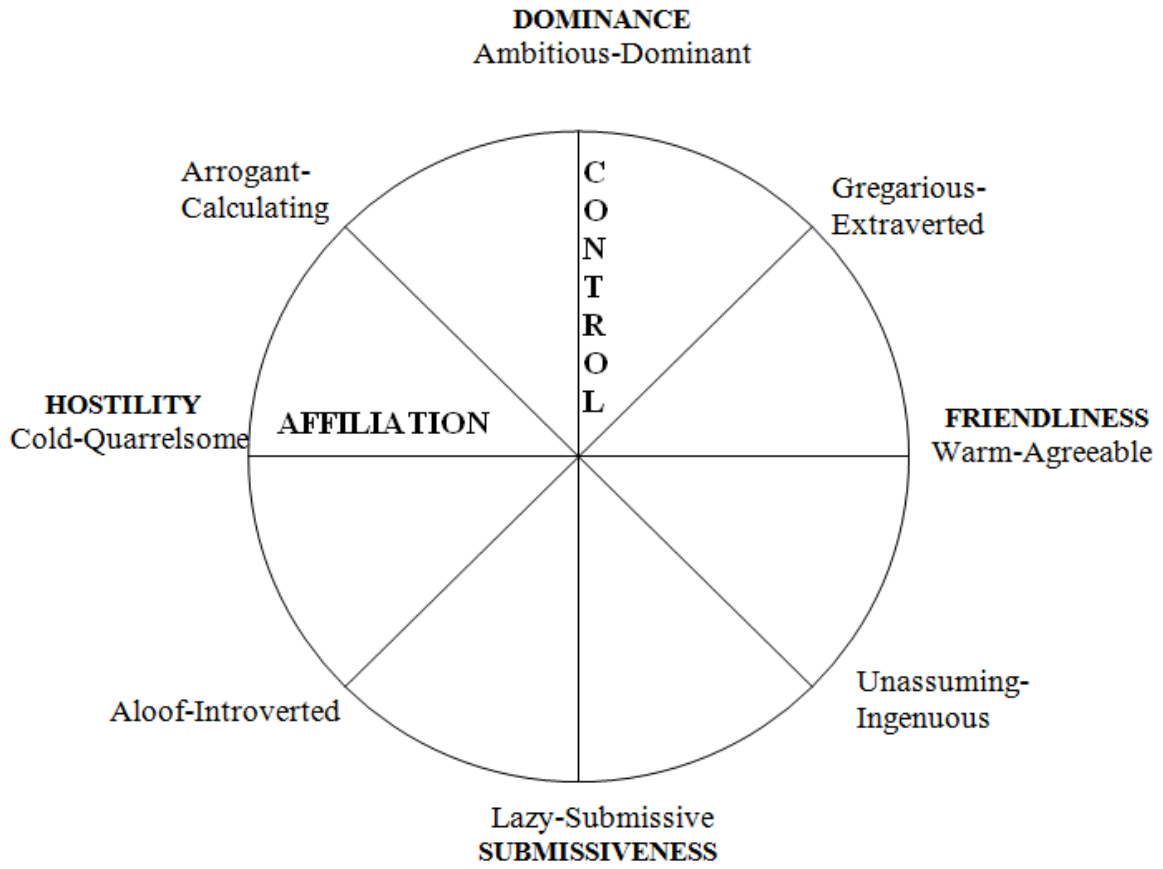 DOMINANCE
Ambitious-Dominant
Arrogant-
Calculating
CONTROL
Gregarious-
Extraverted
HOSTILITY
Cold-Quarrelsome
AFFILIATION
FRIENDLINESS
Warm-Agreeable
Aloof-Introverted
Unassuming-
Ingenuous
Lazy-Submissive
SUBMISSIVENESS